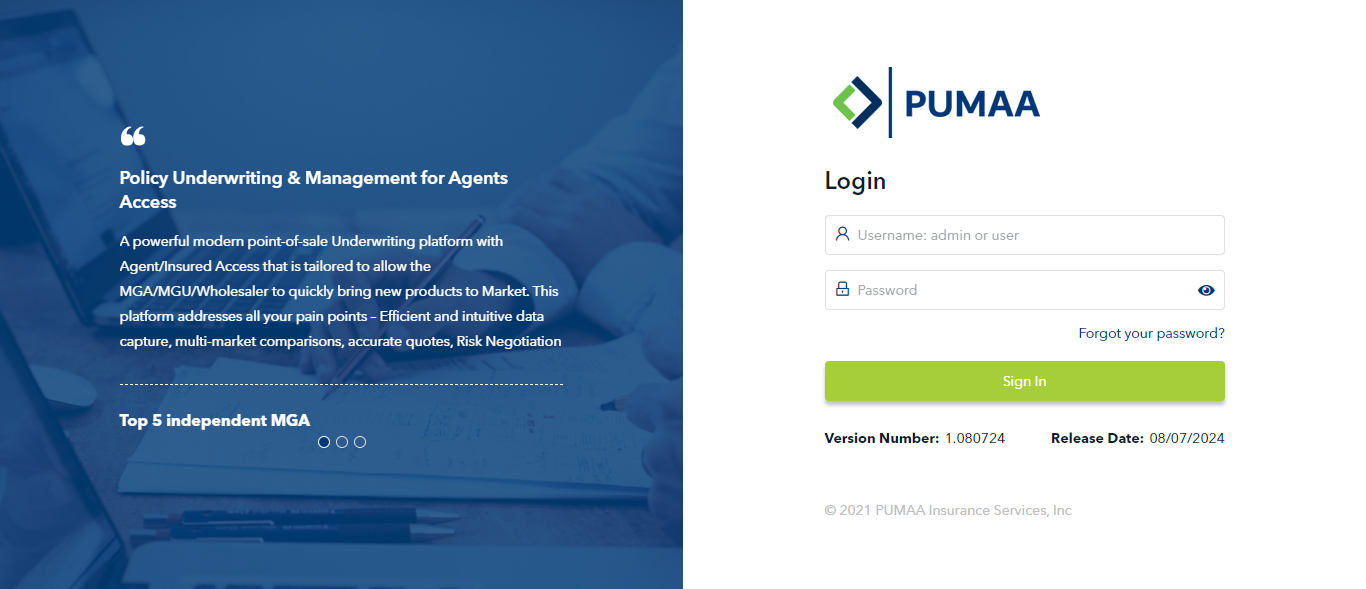 Policy Underwriting & Management for Agents
Access
A powerful modern point-of-sale Underwriting platform with
Agent/Insured Access that is tailored to allow the
MGA/MGU/Wholesaler to quickly bring new products to Market. This
platform addresses all your pain points – Efficient and intuitive data
capture, multi-market comparisons, accurate quotes, Risk Negotiation
Top 5 independent MGA
PUMAA
Login
Username: admin or user
Password
Forgot your password?
Sign In
Version Number: 1.080724 Release Date: 08/07/2024
© 2021 PUMAA Insurance Services, Inc